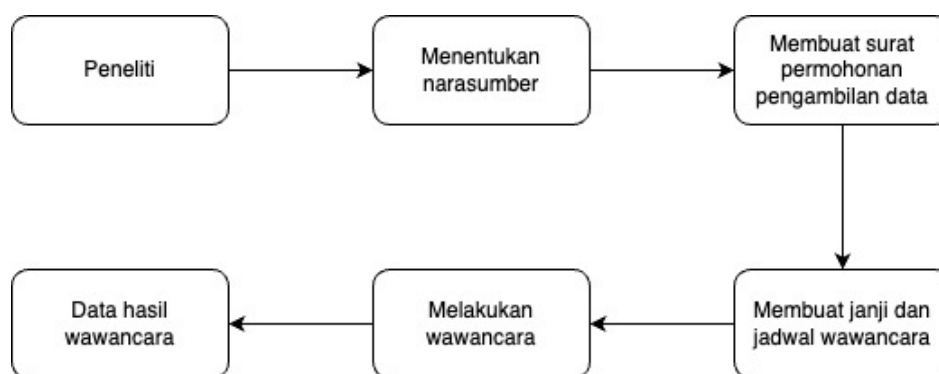 Peneliti
Menentukan
narasumber
Membuat surat
permohonan
pengambilan data
Membuat janji dan
jadwal wawancara
Melakukan
wawancara
Data hasil
wawancara